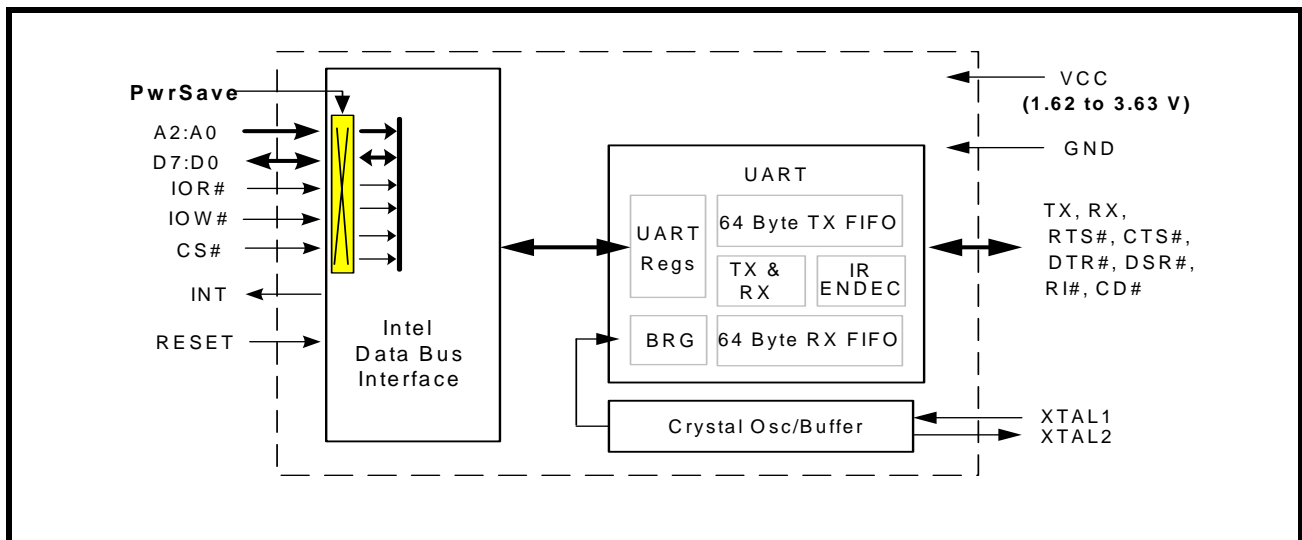 PwrSave
A2:A0
D7:D0
IOR#
IOW#
CS#
INT
RESET
Intel
Data Bus
Interface
UART
UART
Regs
64 Byte TX FIFO
TX &
RX
IR
ENDEC
BRG
64 Byte RX FIFO
Crystal Osc/Buffer
VCC
(1.62 to 3.63 V)
GND
TX, RX,
RTS#, CTS#,
DTR#, DSR#,
RI#, CD#
XTAL1
XTAL2